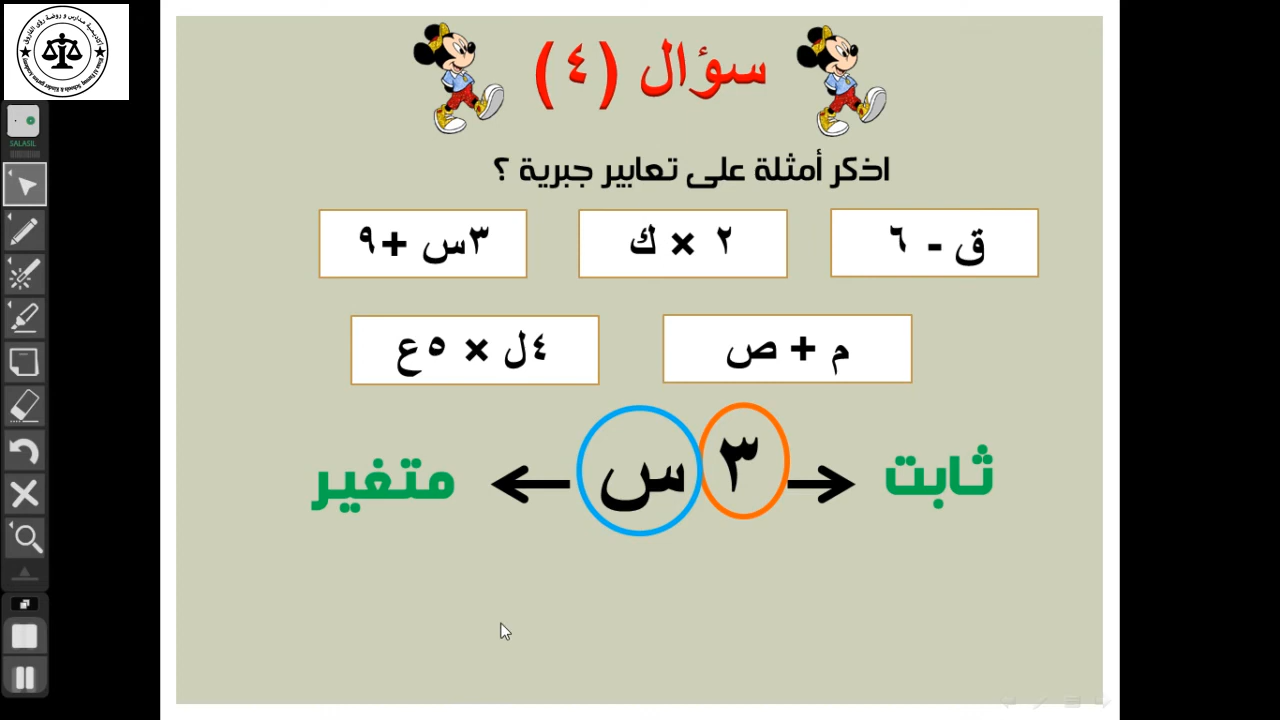 سؤال (٤)
اذكر أمثلة على تعابير جبرية ؟
ق - ٦
٢ × ك
٣س +٩
م + ص
٤ل × ٥ع
ثابت
٣ س
متغير
SALASIL